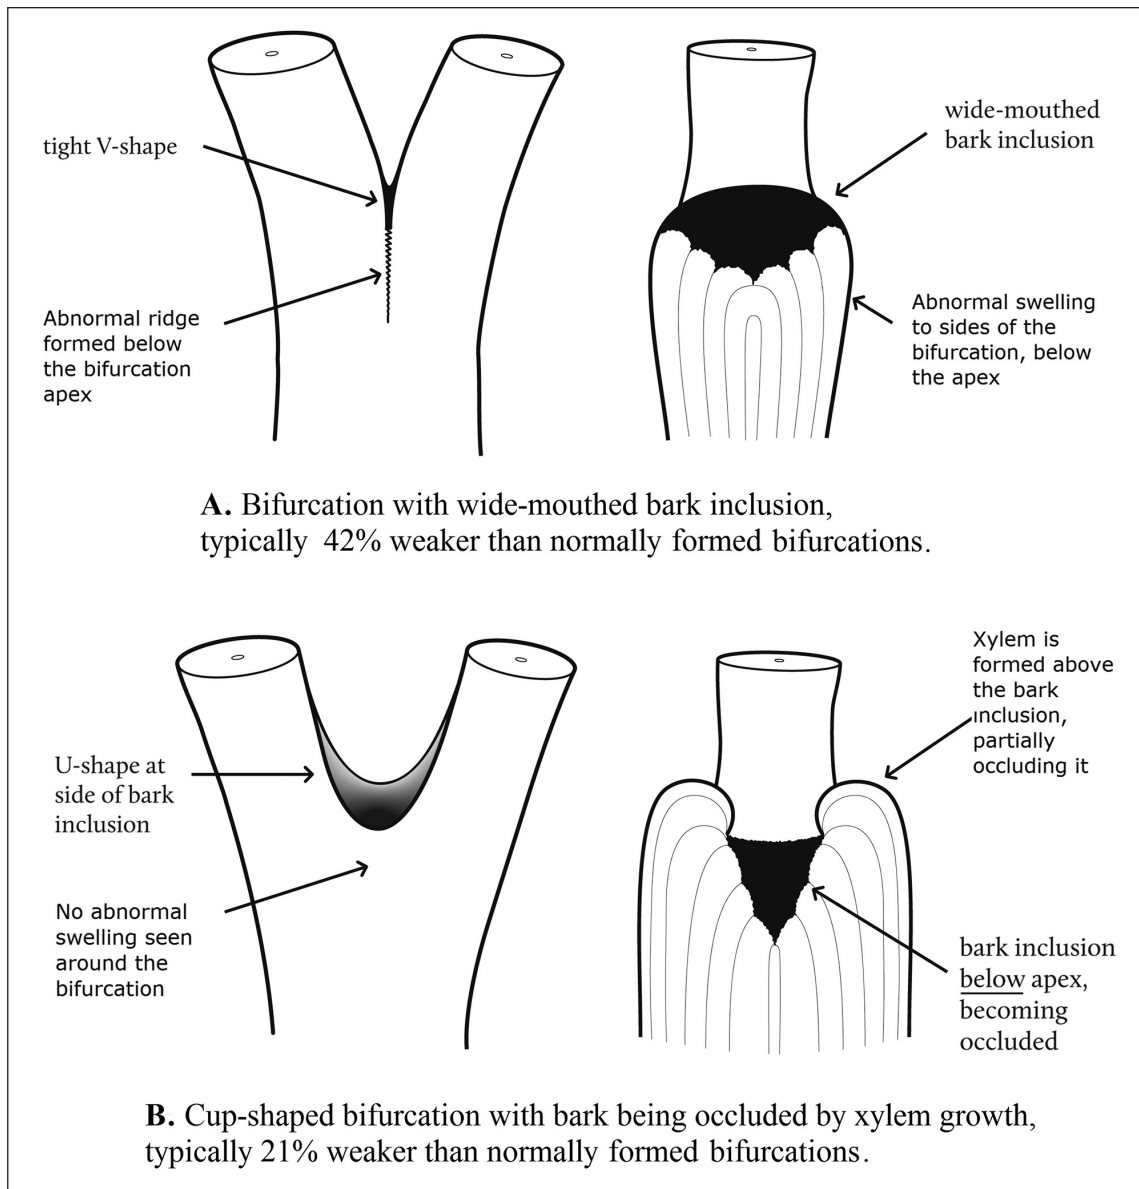 tight V-shape
Abnormal ridge
formed below
the bifurcation
apex
wide-mouthed
bark inclusion
Abnormal swelling
to sides of the
bifurcation, below
the apex
A. Bifurcation with wide-mouthed bark inclusion,
typically 42% weaker than normally formed bifurcations.
U-shape at
side of bark
inclusion
No abnormal
swelling seen
around the
bifurcation
Xylem is
formed above
the bark
inclusion,
partially
occluding it
bark inclusion
below apex,
becoming
occluded
B. Cup-shaped bifurcation with bark being occluded by xylem growth,
typically 21% weaker than normally formed bifurcations.